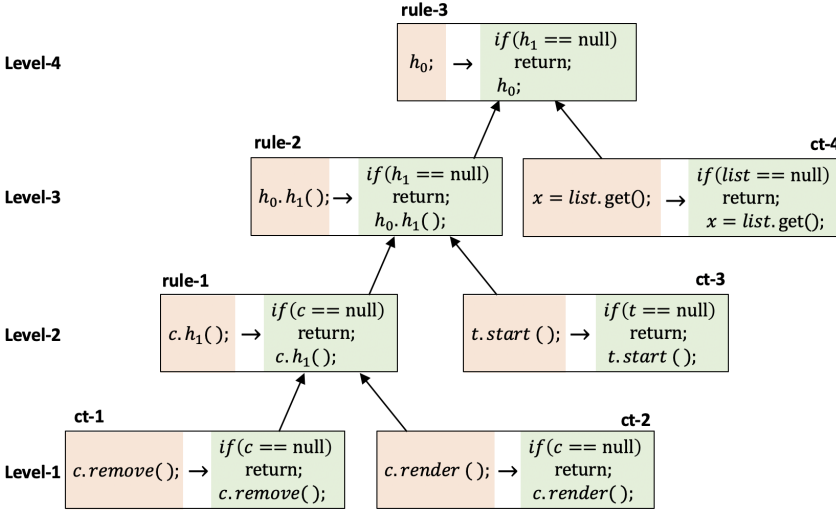 rule-3
Level-4
h₀; → if(h₁ == null)
return;
h₀;
rule-2
ct-4
Level-3
h₀.h₁(); → if(h₁ == null)
return;
h₀.h₁();
x = list.get(); → if(list == null)
return;
x = list.get();
rule-1
ct-3
Level-2
c.h₁(); → if(c == null)
return;
c.h₁();
t.start (); → if(t == null)
return;
t.start ();
ct-1
ct-2
Level-1
c.remove(); → if(c == null)
return;
c.remove();
c.render (); → if(c == null)
return;
c.render();